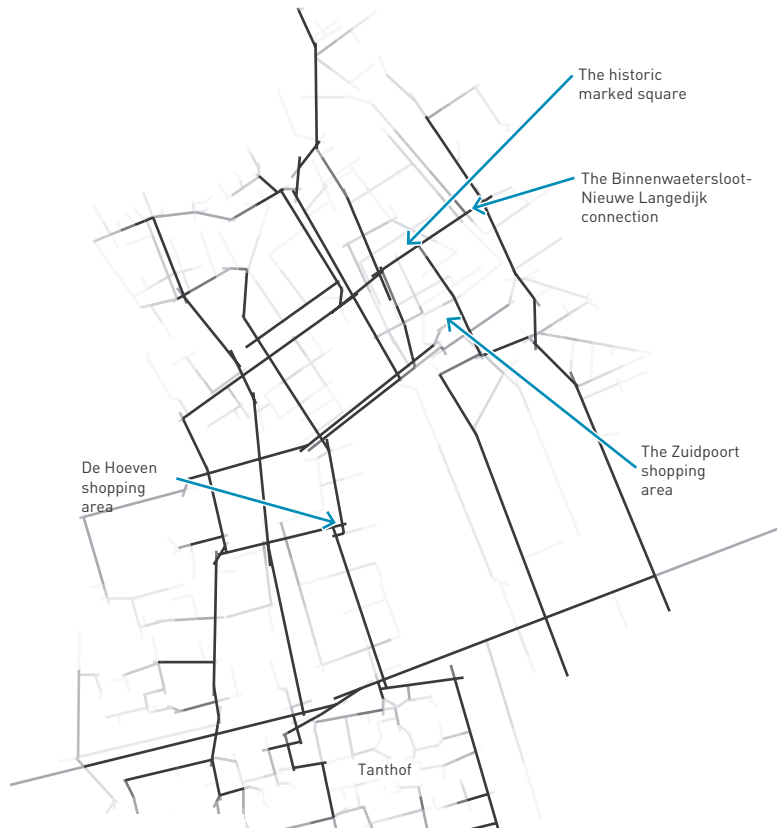 The historic
marked square
The Binnenwaetersloot-
Nieuwe Langedijk
connection
The Zuidpoort
shopping
area
De Hoeven
shopping
area
Tanthof